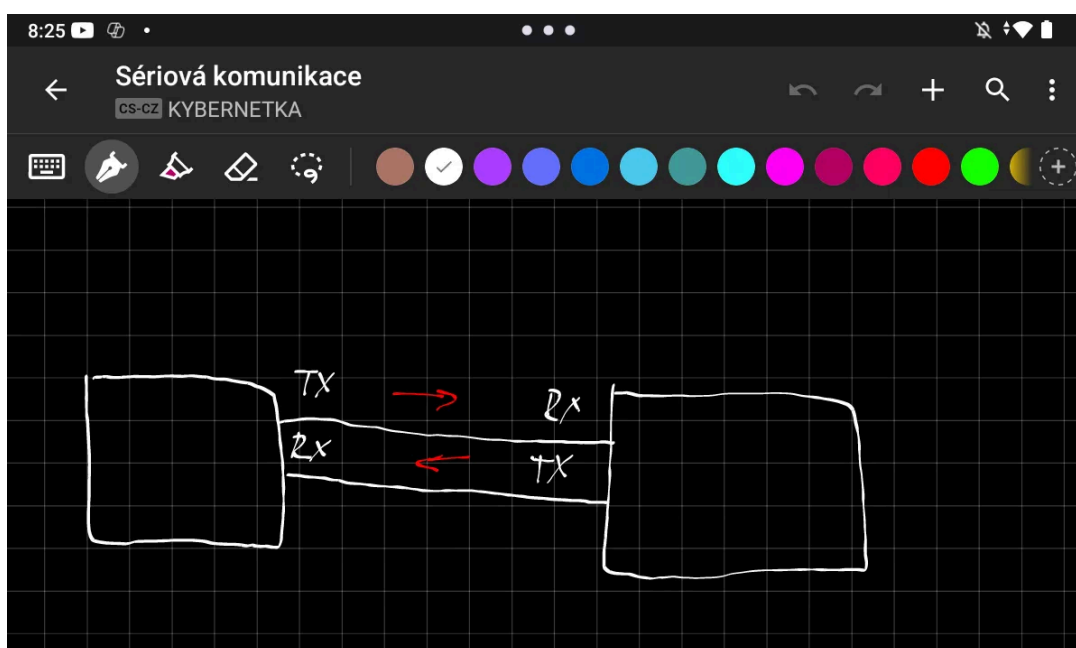 8:25
Sériová komunikace
CS-CZ KYBERNETKA
TX
RX
RX
TX